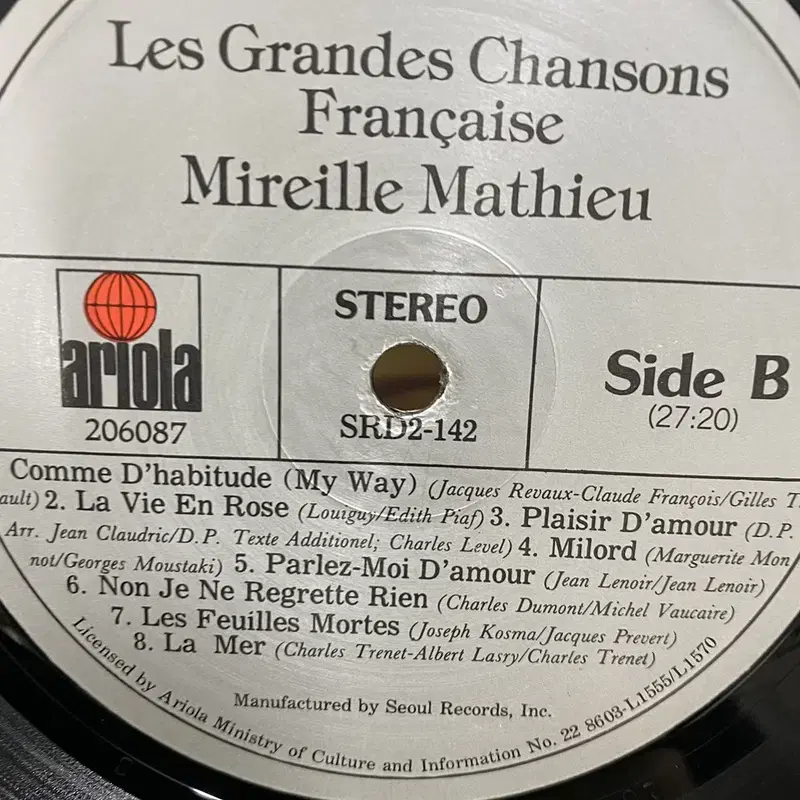 Les Grandes Chansons
Française
Mireille Mathieu
ariola
206087
STEREO
SRD2-142
Side B
(27:20)
Comme D'habitude (My Way) (Jacques Revaux-Claude François/Gilles T
ault) 2. La Vie En Rose (Louiguy/Edith Piaf) 3. Plaisir D'amour (D.P.
Arr. Jean Claudric/D.P. Texte Additionel; Charles Level) 4. Milord (Marguerite Mon
not/Georges Moustaki) 5. Parlez-Moi D'amour (Jean Lenoir/Jean Lenoir)
6. Non Je Ne Regrette Rien (Charles Dumont/Michel Vaucaire)
7. Les Feuilles Mortes (Joseph Kosma/Jacques Prevert)
8. La Mer (Charles Trenet-Albert Lasry/Charles Trenet)
Manufactured by Seoul Records, Inc.
Licensed by Ariola Ministry of Culture and Information No. 22 8603-L1555/L1570